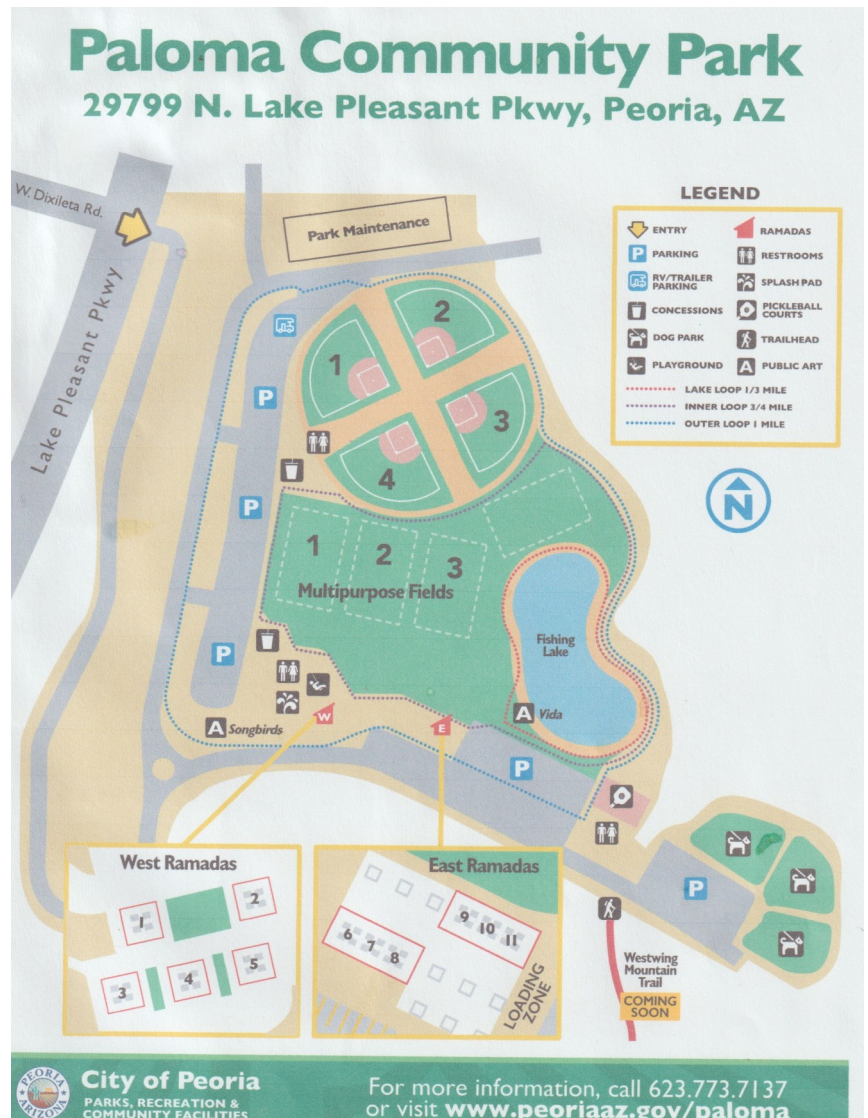 Paloma Community Park
29799 N. Lake Pleasant Pkwy, Peoria, AZ
W. Dixileta Rd.
Lake Pleasant Pkwy
Park Maintenance
LEGEND
ENTRY
P PARKING
RV/TRAILER
PARKING
CONCESSIONS
DOG PARK
PLAYGROUND
RAMADAS
RESTROOMS
SPLASH PAD
PICKLEBALL
COURTS
TRAILHEAD
A PUBLIC ART
LAKE LOOP 1/3 MILE
INNER LOOP 3/4 MILE
OUTER LOOP 1 MILE
N
1
2
3
4
P
P
P
1
2
3
Multipurpose Fields
Fishing
Lake
A Vida
A Songbirds
W
E
P
P
West Ramadas
1
2
3
4
5
East Ramadas
6
7
8
9
10
11
LOADING
ZONE
Westwing
Mountain
Trail
COMING
SOON
PEORIA
ARIZONA
City of Peoria
PARKS, RECREATION &
COMMUNITY FACILITIES
For more information, call 623.773.7137
or visit www.peoriaaz.gov/paloma